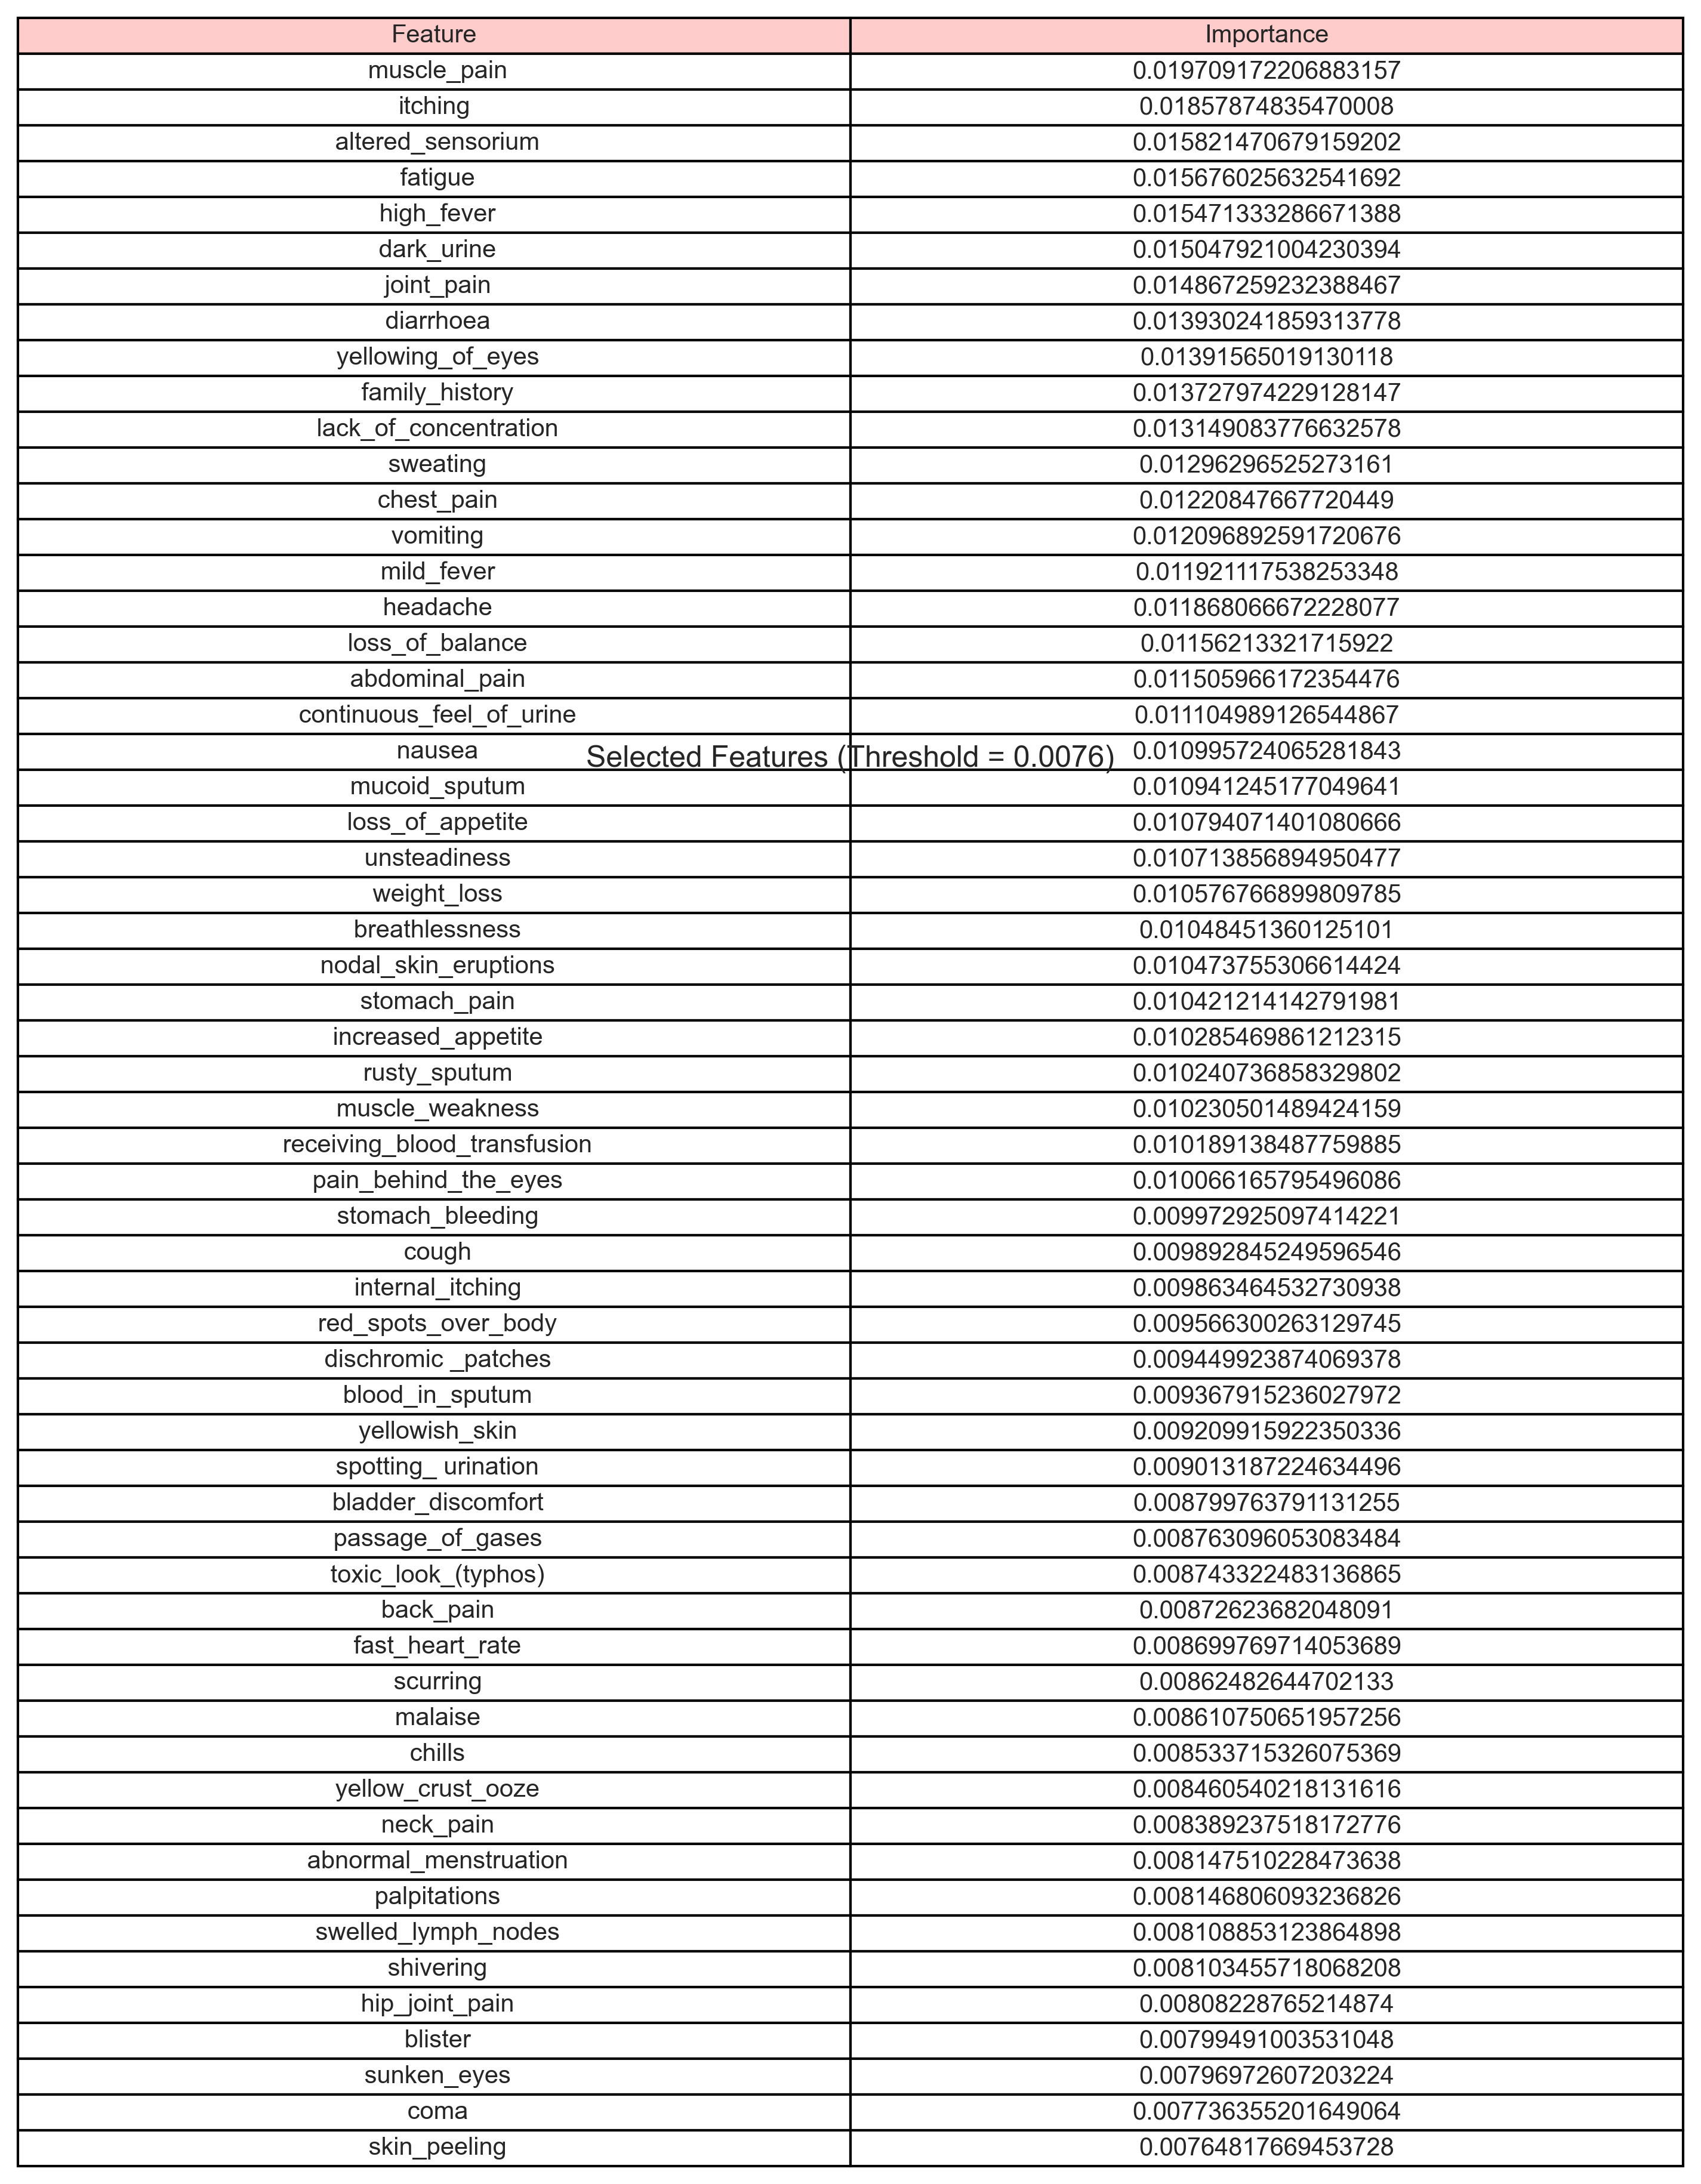 Feature Importance
muscle_pain 0.019709172206883157
itching 0.01857874835470008
altered_sensorium 0.015821470679159202
fatigue 0.015676025632541692
high_fever 0.015471333286671388
dark_urine 0.015047921004230394
joint_pain 0.014867259232388467
diarrhoea 0.013930241859313778
yellowing_of_eyes 0.01391565019130118
family_history 0.013727974229128147
lack_of_concentration 0.013149083776632578
sweating 0.01296296525273161
chest_pain 0.01220847667720449
vomiting 0.012096892591720676
mild_fever 0.011921117538253348
headache 0.011868066672228077
loss_of_balance 0.01156213321715922
abdominal_pain 0.011505966172354476
continuous_feel_of_urine 0.011104989126544867
nausea 0.010995724065281843
Selected Features (Threshold = 0.0076)
mucoid_sputum 0.010941245177049641
loss_of_appetite 0.010794071401080666
unsteadiness 0.010713856894950477
weight_loss 0.010576766899809785
breathlessness 0.01048451360125101
nodal_skin_eruptions 0.010473755306614424
stomach_pain 0.010421214142791981
increased_appetite 0.010285469861212315
rusty_sputum 0.010240736858329802
muscle_weakness 0.010230501489424159
receiving_blood_transfusion 0.010189138487759885
pain_behind_the_eyes 0.010066165795496086
stomach_bleeding 0.009972925097414221
cough 0.009892845249596546
internal_itching 0.009863464532730938
red_spots_over_body 0.009566300263129745
dischromic _patches 0.009449923874069378
blood_in_sputum 0.009367915236027972
yellowish_skin 0.009209915922350336
spotting_ urination 0.009013187224634496
bladder_discomfort 0.008799763791131255
passage_of_gases 0.008763096053083484
toxic_look_(typhos) 0.008743322483136865
back_pain 0.00872623682048091
fast_heart_rate 0.008699769714053689
scurring 0.00862482644702133
malaise 0.008610750651957256
chills 0.008533715326075369
yellow_crust_ooze 0.008460540218131616
neck_pain 0.008389237518172776
abnormal_menstruation 0.008147510228473638
palpitations 0.008146806093236826
swelled_lymph_nodes 0.008108853123864898
shivering 0.008103455718068208
hip_joint_pain 0.00808228765214874
blister 0.00799491003531048
sunken_eyes 0.00796972607203224
coma 0.007736355201649064
skin_peeling 0.00764817669453728